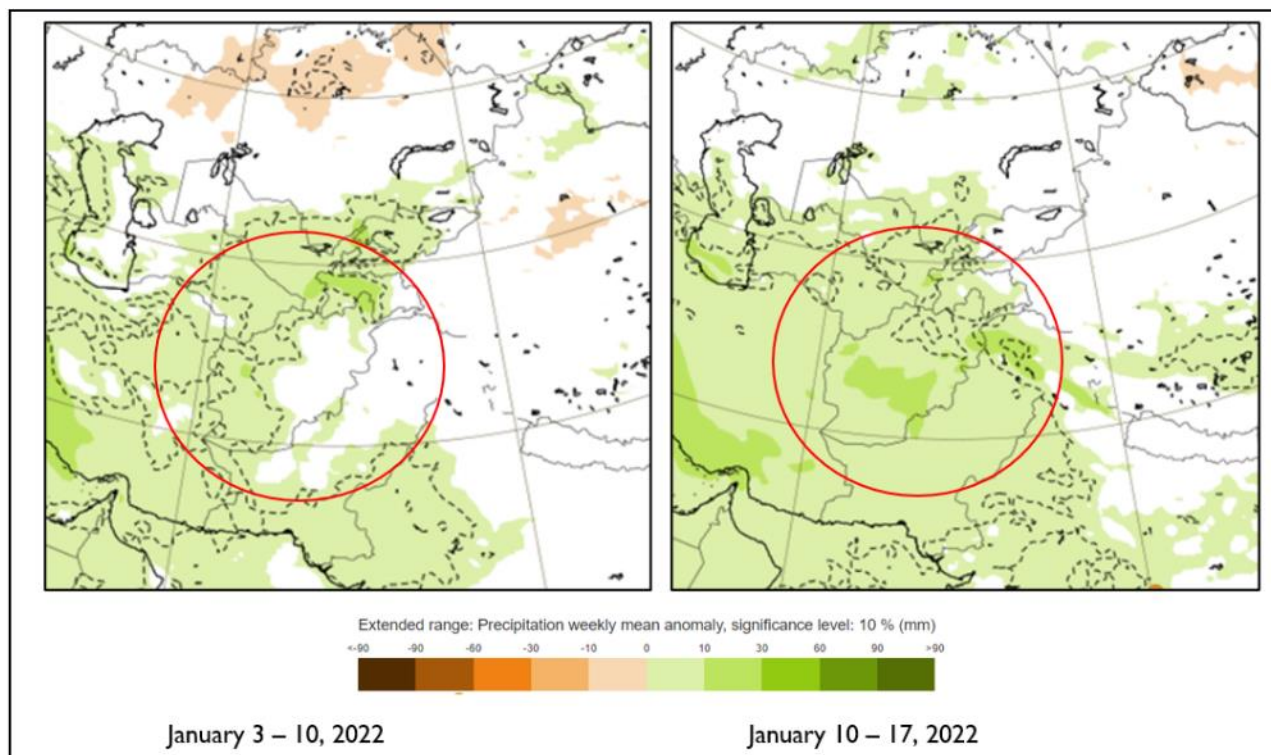 Extended range: Precipitation weekly mean anomaly, significance level: 10 % (mm)
<-90 -90 -60 -30 -10 0 10 30 60 90 >90
January 3 – 10, 2022 January 10 – 17, 2022